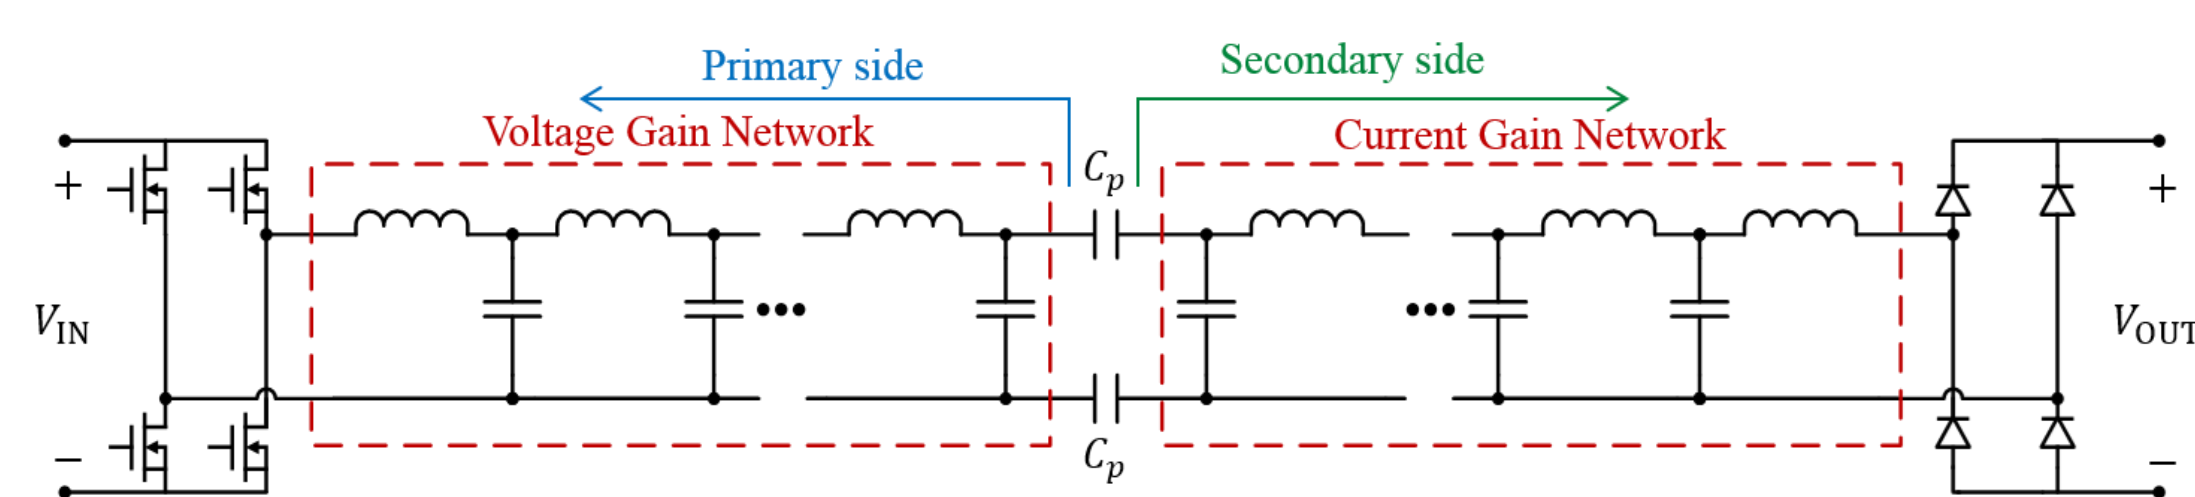 Primary side
Secondary side
Voltage Gain Network
Current Gain Network
C_p
+
+
V_IN
V_OUT
−
−
C_p